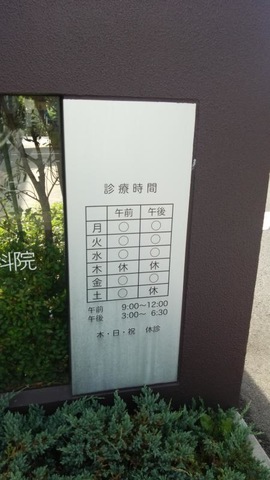 診療時間
午前 午後
月 ○ ○
火 ○ ○
水 ○ ○
木 休 休
金 ○ ○
土 ○ 休
午前 9:00〜12:00
午後 3:00〜 6:30
木・日・祝 休診
科院